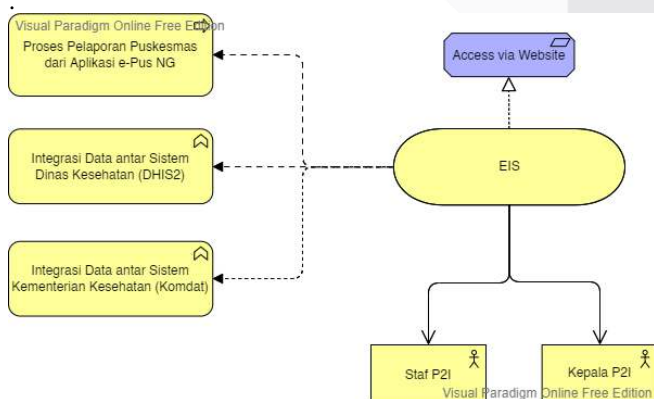 .
Visual Paradigm Online Free Edition
Proses Pelaporan Puskesmas
dari Aplikasi e-Pus NG
Access via Website
Integrasi Data antar Sistem
Dinas Kesehatan (DHIS2)
EIS
Integrasi Data antar Sistem
Kementerian Kesehatan (Komdat)
Staf P2I
Kepala P2I
Visual Paradigm Online Free Edition